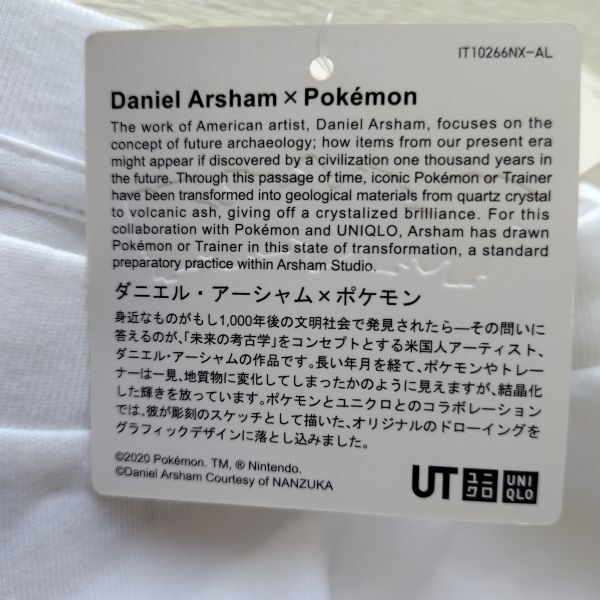 IT10266NX-AL
Daniel Arsham × Pokémon
The work of American artist, Daniel Arsham, focuses on the
concept of future archaeology; how items from our present era
might appear if discovered by a civilization one thousand years in
the future. Through this passage of time, iconic Pokémon or Trainer
have been transformed into geological materials from quartz crystal
to volcanic ash, giving off a crystalized brilliance. For this
collaboration with Pokémon and UNIQLO, Arsham has drawn
Pokémon or Trainer in this state of transformation, a standard
preparatory practice within Arsham Studio.
ダニエル・アーシャム×ポケモン
身近なものがもし1,000年後の文明社会で発見されたら―その問いに
答えるのが、「未来の考古学」をコンセプトとする米国人アーティスト、
ダニエル・アーシャムの作品です。長い年月を経て、ポケモンやトレー
ナーは一見、地質物に変化してしまったかのように見えますが、結晶化
した輝きを放っています。ポケモンとユニクロとのコラボレーション
では、彼が彫刻のスケッチとして描いた、オリジナルのドローイングを
グラフィックデザインに落とし込みました。
©2020 Pokémon. TM, ® Nintendo.
©Daniel Arsham Courtesy of NANZUKA
UT ユニクロ UNIQLO